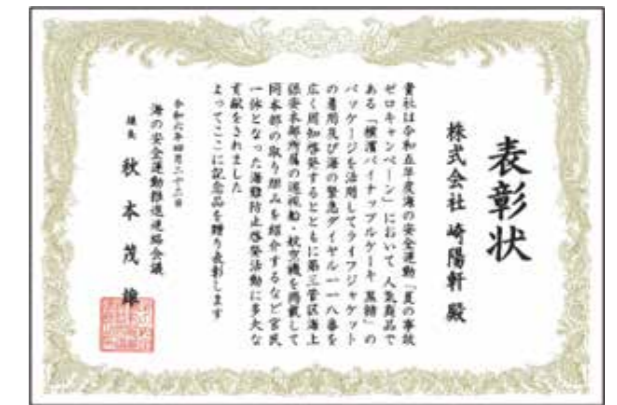 表彰状
株式会社 崎陽軒 殿
貴社は令和五年度海の安全運動「夏の事故
ゼロキャンペーン」において 人気商品で
ある「横濱パイナップルケーキ 黒糖」の
パッケージを活用してライフジャケット
の着用及び海の緊急ダイヤル一一八番を
広く周知啓発するとともに第三管区海上
保安本部所属の巡視船・航空機を掲載して
同本部の取り組みを紹介するなど官民
一体となった海難防止啓発活動に多大な
貢献をされました
よってここに記念品を贈り表彰します
令和六年四月二十二日
海の安全運動推進連絡会議
議長 秋本茂雄